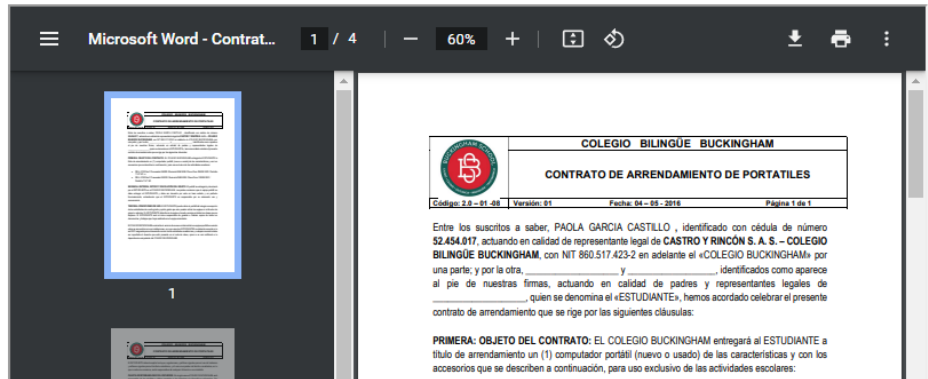 Microsoft Word - Contrat...
1 / 4
60%
1
BUCKINGHAM SCHOOL
COLEGIO BILINGÜE BUCKINGHAM
CONTRATO DE ARRENDAMIENTO DE PORTATILES
Código: 2.0 – 01 -08 Versión: 01 Fecha: 04 – 05 - 2016 Página 1 de 1
Entre los suscritos a saber, PAOLA GARCIA CASTILLO , identificado con cédula de número
52.454.017, actuando en calidad de representante legal de CASTRO Y RINCÓN S. A. S. – COLEGIO
BILINGÜE BUCKINGHAM, con NIT 860.517.423-2 en adelante el «COLEGIO BUCKINGHAM» por
una parte; y por la otra, ____________________ y ___________________, identificados como aparece
al pie de nuestras firmas, actuando en calidad de padres y representantes legales de
____________________, quien se denomina el «ESTUDIANTE», hemos acordado celebrar el presente
contrato de arrendamiento que se rige por las siguientes cláusulas:
PRIMERA: OBJETO DEL CONTRATO: EL COLEGIO BUCKINGHAM entregará al ESTUDIANTE a
título de arrendamiento un (1) computador portátil (nuevo o usado) de las características y con los
accesorios que se describen a continuación, para uso exclusivo de las actividades escolares: